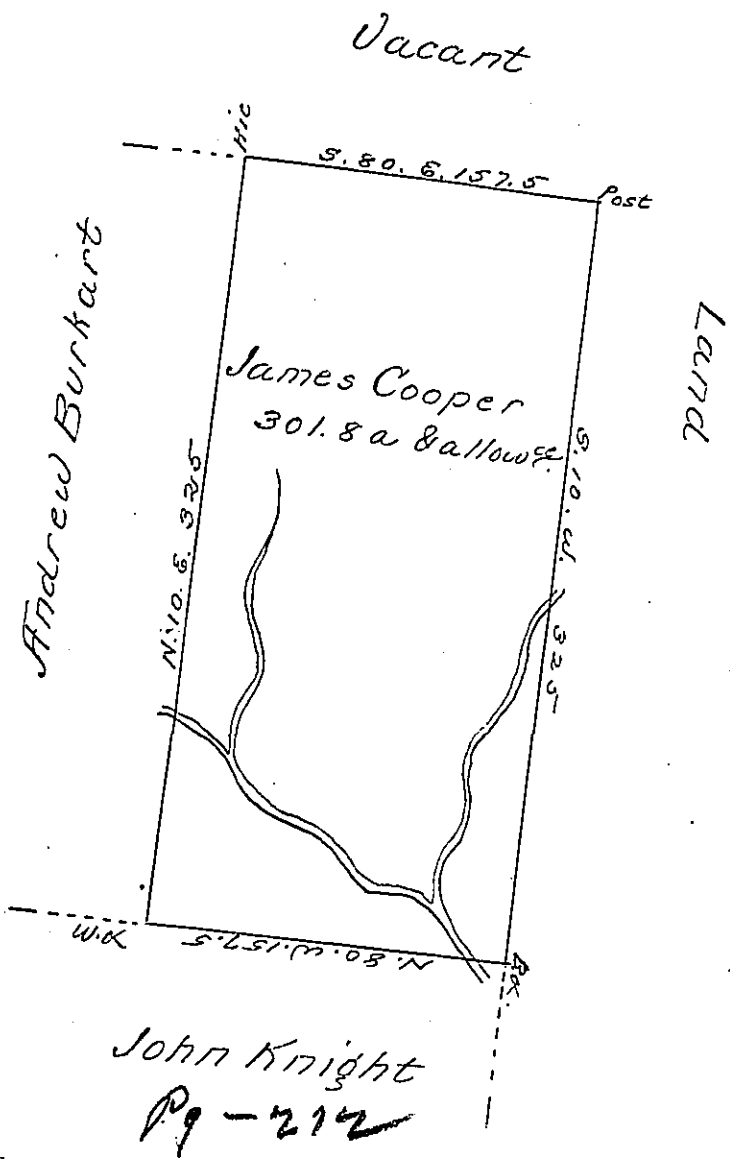 Vacant
Hic
S. 80. E. 157.5
Post
Land
Andrew Burkart
James Cooper
301.8 a & allowce.
N. 10. E. 325
S. 10. W. 325
W.O.
N. 80. W. 157.5
John Knight
Pg - 212